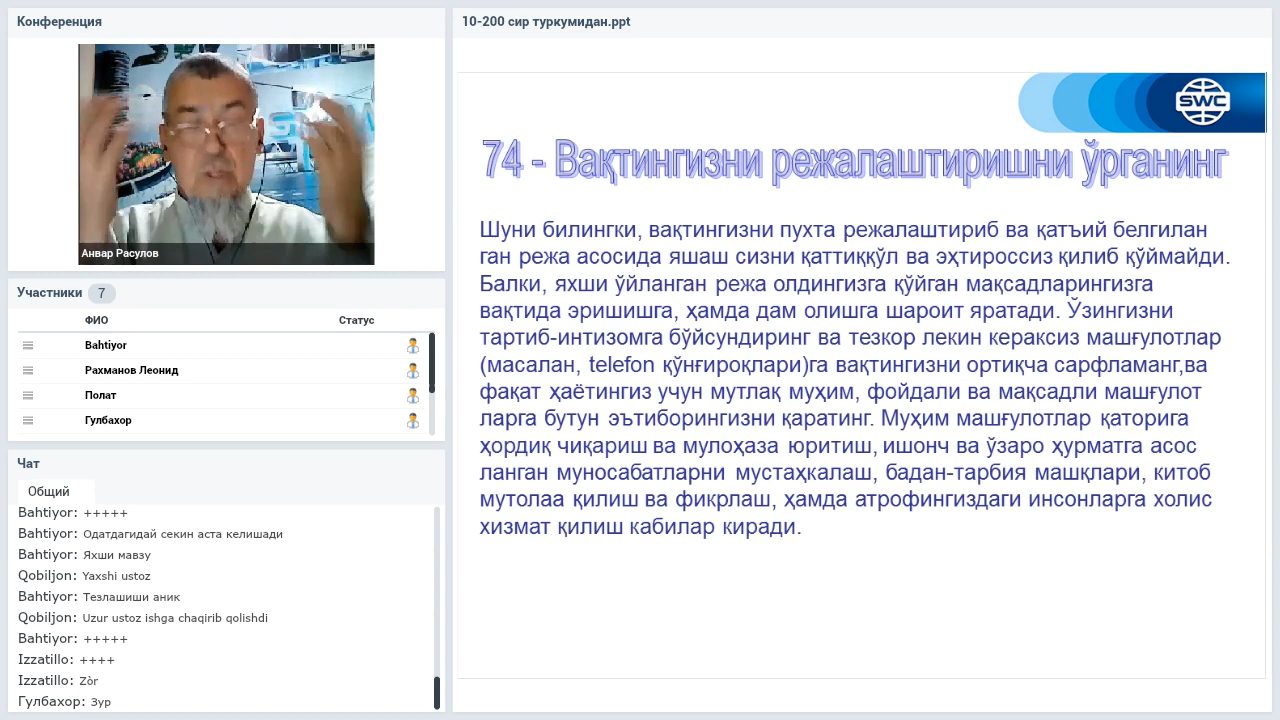 Конференция
Анвар Расулов
Участники 7
ФИО Статус
Bahtiyor
Рахманов Леонид
Полат
Гулбахор
Чат
Общий
Bahtiyor: +++++
Bahtiyor: Одатдагидай секин аста келишади
Bahtiyor: Яхши мавзу
Qobiljon: Yaxshi ustoz
Bahtiyor: Тезлашиши аник
Qobiljon: Uzur ustoz ishga chaqirib qolishdi
Bahtiyor: +++++
Izzatillo: ++++
Izzatillo: Zòr
Гулбахор: Зур
10-200 сир туркумидан.ppt
SWC
74 - Вақтингизни режалаштиришни ўрганинг
Шуни билингки, вақтингизни пухта режалаштириб ва қатъий белгилан
ган режа асосида яшаш сизни қаттиққўл ва эҳтироссиз қилиб қўймайди.
Балки, яхши ўйланган режа олдингизга қўйган мақсадларингизга
вақтида эришишга, ҳамда дам олишга шароит яратади. Ўзингизни
тартиб-интизомга бўйсундиринг ва тезкор лекин кераксиз машғулотлар
(масалан, telefon қўнғироқлари)га вақтингизни ортиқча сарфламанг,ва
фақат ҳаётингиз учун мутлақ муҳим, фойдали ва мақсадли машғулот
ларга бутун эътиборингизни қаратинг. Муҳим машғулотлар қаторига
ҳордиқ чиқариш ва мулоҳаза юритиш, ишонч ва ўзаро ҳурматга асос
ланган муносабатларни мустаҳкалаш, бадан-тарбия машқлари, китоб
мутолаа қилиш ва фикрлаш, ҳамда атрофингиздаги инсонларга холис
хизмат қилиш кабилар киради.